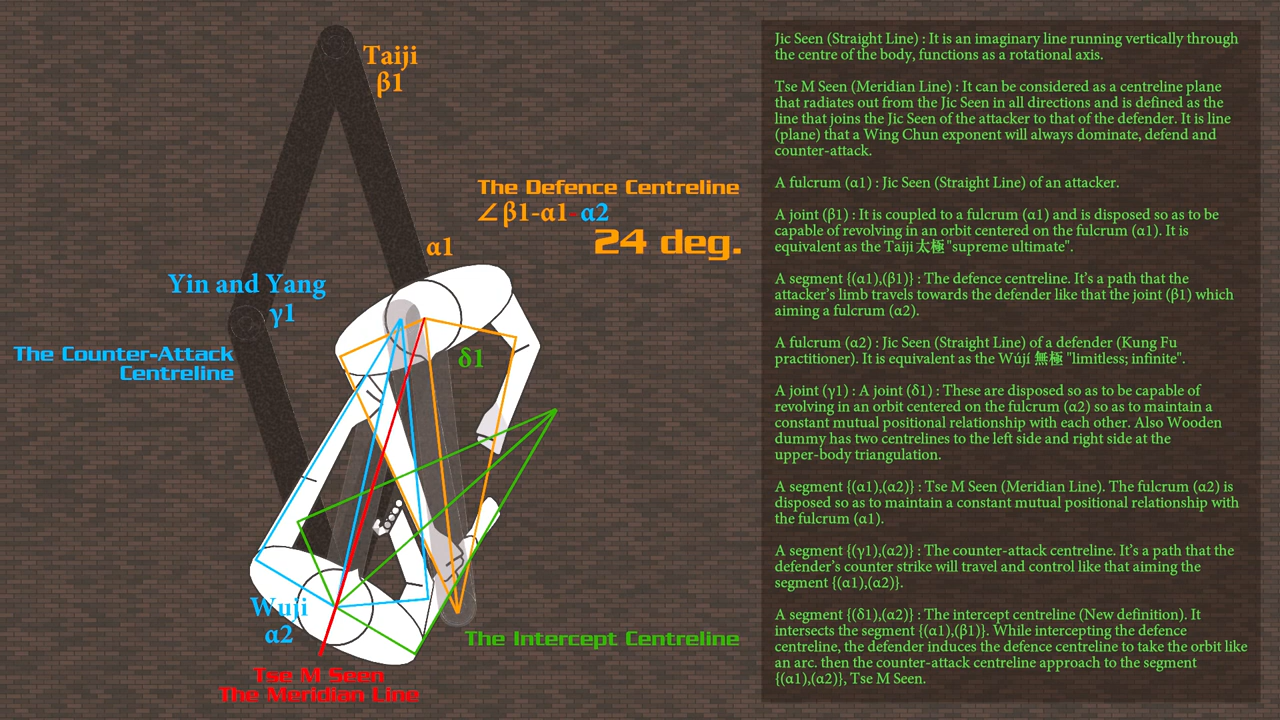 Taiji
β1
The Defence Centreline
∠β1-α1-α2
24 deg.
α1
Yin and Yang
γ1
The Counter-Attack
Centreline
δ1
Wuji
α2
The Intercept Centreline
Tse M Seen
The Meridian Line
Jic Seen (Straight Line) : It is an imaginary line running vertically through
the centre of the body, functions as a rotational axis.
Tse M Seen (Meridian Line) : It can be considered as a centreline plane
that radiates out from the Jic Seen in all directions and is defined as the
line that joins the Jic Seen of the attacker to that of the defender. It is line
(plane) that a Wing Chun exponent will always dominate, defend and
counter-attack.
A fulcrum (α1) : Jic Seen (Straight Line) of an attacker.
A joint (β1) : It is coupled to a fulcrum (α1) and is disposed so as to be
capable of revolving in an orbit centered on the fulcrum (α1). It is
equivalent as the Taiji 太極 "supreme ultimate".
A segment {(α1),(β1)} : The defence centreline. It's a path that the
attacker's limb travels towards the defender like that the joint (β1) which
aiming a fulcrum (α2).
A fulcrum (α2) : Jic Seen (Straight Line) of a defender (Kung Fu
practitioner). It is equivalent as the Wújí 無極 "limitless; infinite".
A joint (γ1) : A joint (δ1) : These are disposed so as to be capable of
revolving in an orbit centered on the fulcrum (α2) so as to maintain a
constant mutual positional relationship with each other. Also Wooden
dummy has two centrelines to the left side and right side at the
upper-body triangulation.
A segment {(α1),(α2)} : Tse M Seen (Meridian Line). The fulcrum (α2) is
disposed so as to maintain a constant mutual positional relationship with
the fulcrum (α1).
A segment {(γ1),(α2)} : The counter-attack centreline. It's a path that the
defender's counter strike will travel and control like that aiming the
segment {(α1),(α2)}.
A segment {(δ1),(α2)} : The intercept centreline (New definition). It
intersects the segment {(α1),(β1)}. While intercepting the defence
centreline, the defender induces the defence centreline to take the orbit like
an arc. then the counter-attack centreline approach to the segment
{(α1),(α2)}, Tse M Seen.